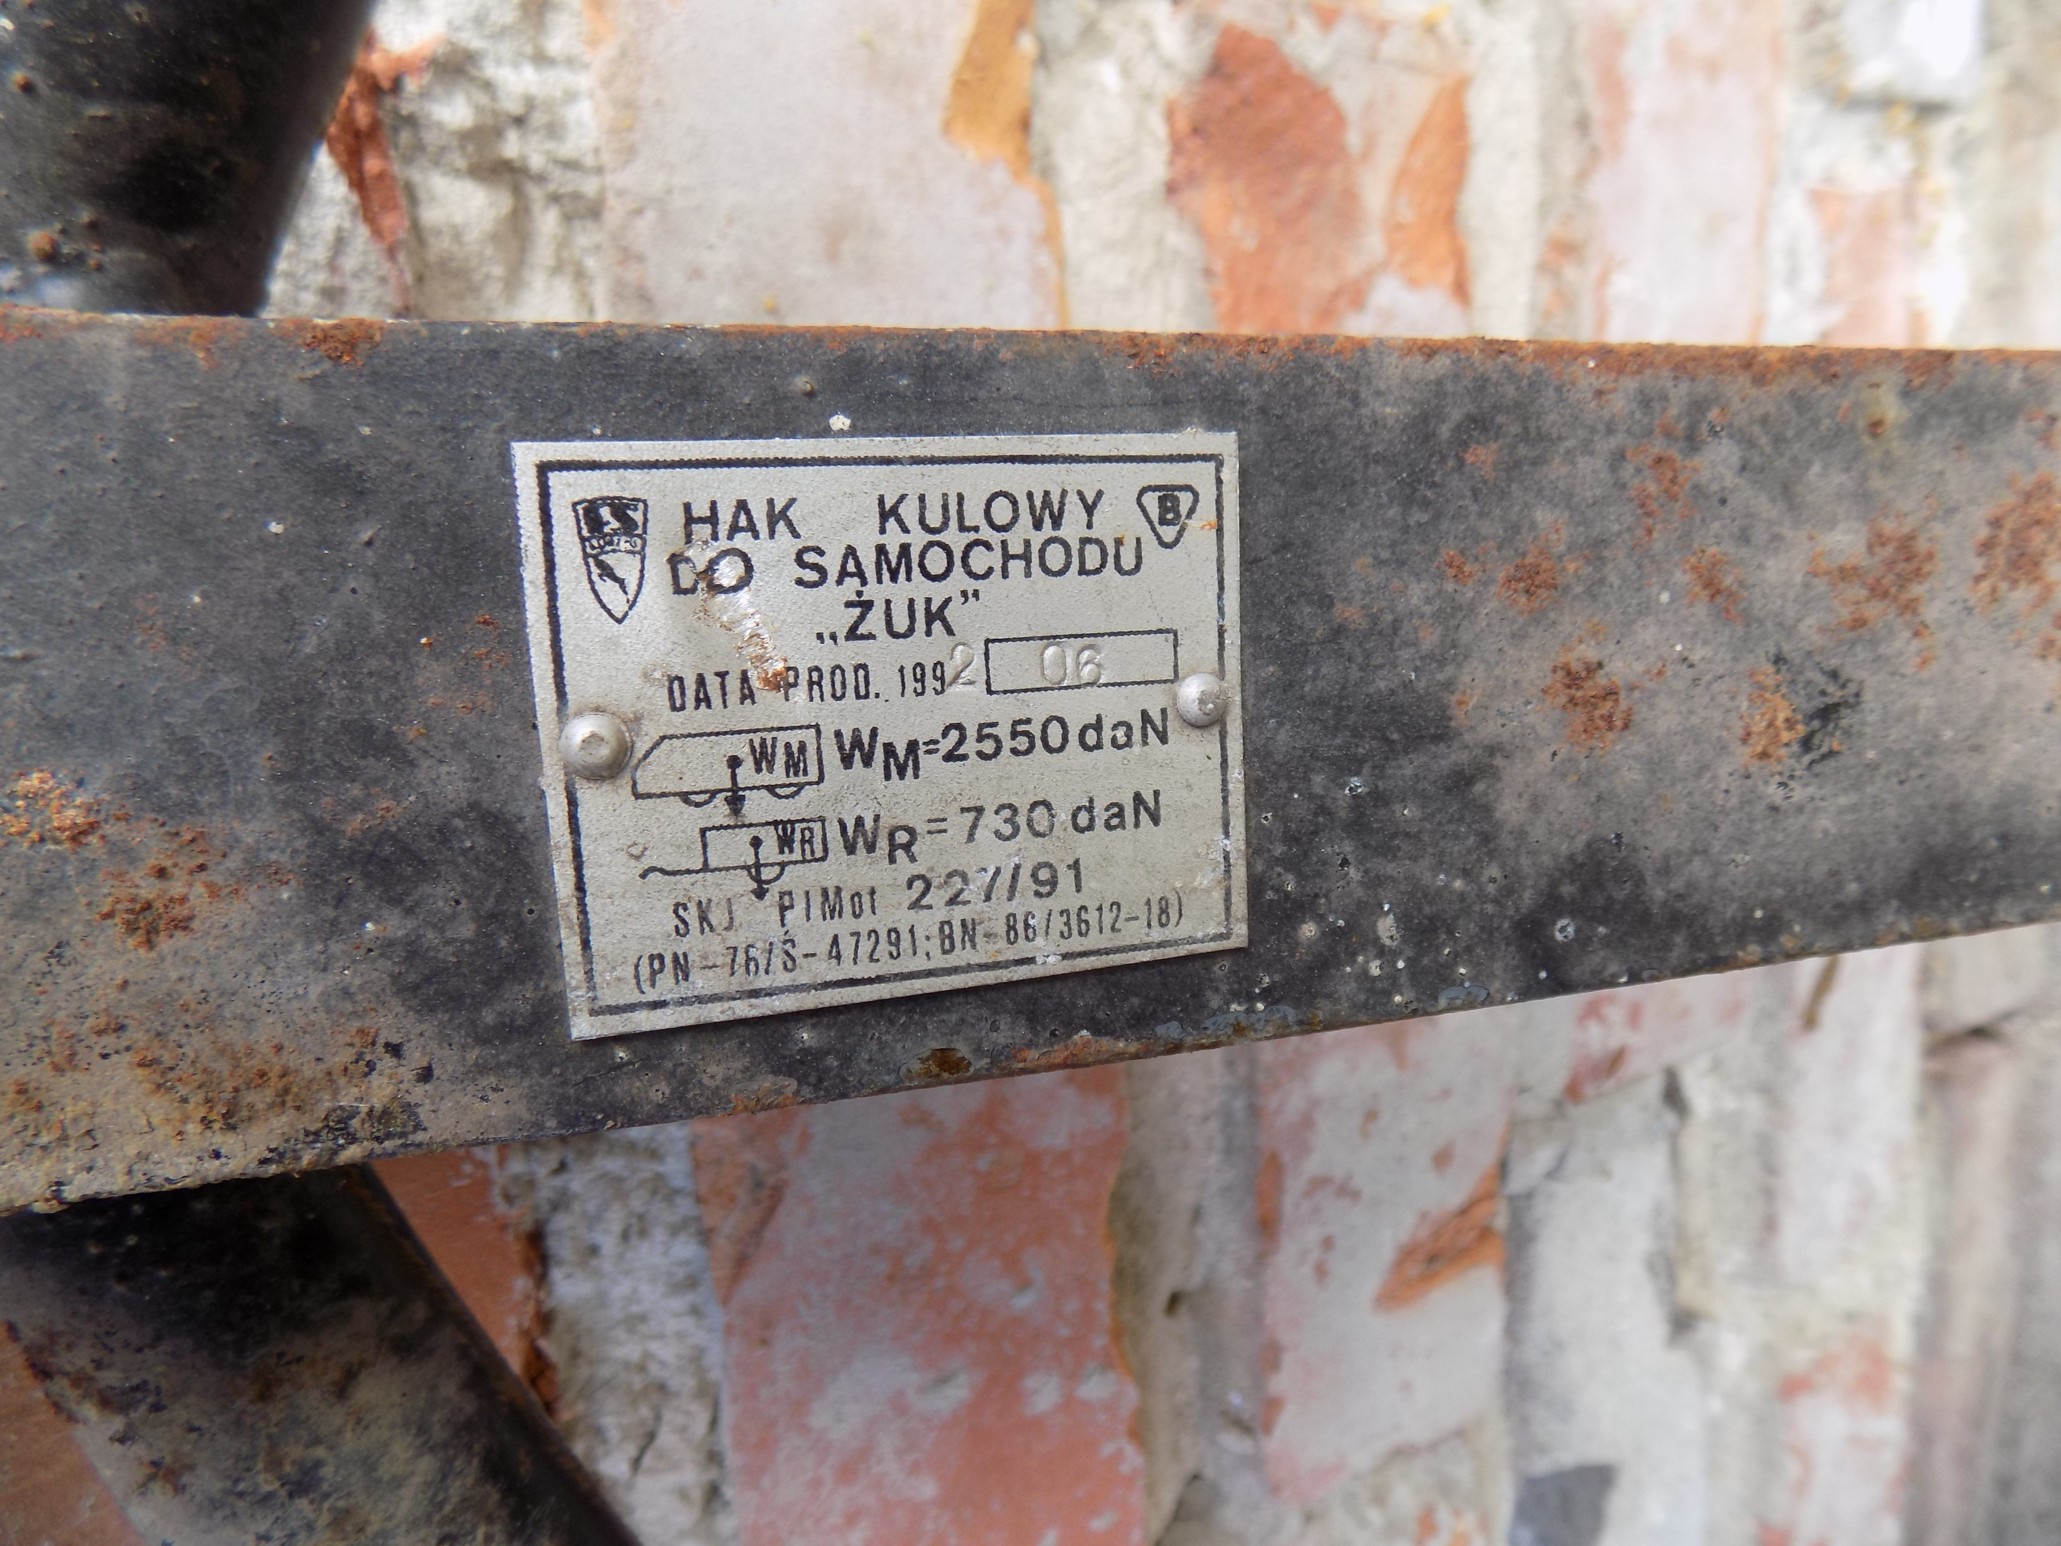 HAK KULOWY B
DO SAMOCHODU
„ŻUK”
DATA PROD. 1992 06
WM WM=2550daN
WR WR=730daN
SKJ PIMot 227/91
(PN-76/S-47291; BN-86/3612-18)